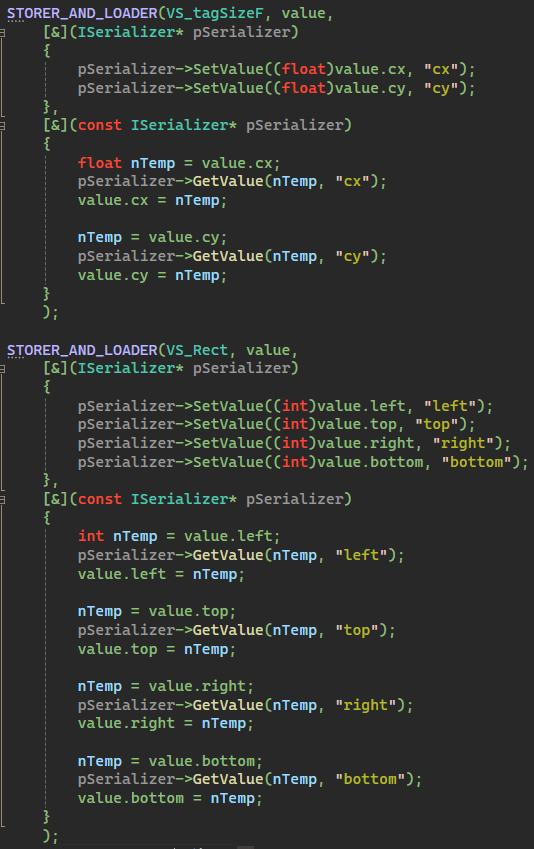 STORER_AND_LOADER(VS_tagSizeF, value,
    [&](ISerializer* pSerializer)
    {
        pSerializer->SetValue((float)value.cx, "cx");
        pSerializer->SetValue((float)value.cy, "cy");
    },
    [&](const ISerializer* pSerializer)
    {
        float nTemp = value.cx;
        pSerializer->GetValue(nTemp, "cx");
        value.cx = nTemp;

        nTemp = value.cy;
        pSerializer->GetValue(nTemp, "cy");
        value.cy = nTemp;
    }
    );

STORER_AND_LOADER(VS_Rect, value,
    [&](ISerializer* pSerializer)
    {
        pSerializer->SetValue((int)value.left, "left");
        pSerializer->SetValue((int)value.top, "top");
        pSerializer->SetValue((int)value.right, "right");
        pSerializer->SetValue((int)value.bottom, "bottom");
    },
    [&](const ISerializer* pSerializer)
    {
        int nTemp = value.left;
        pSerializer->GetValue(nTemp, "left");
        value.left = nTemp;

        nTemp = value.top;
        pSerializer->GetValue(nTemp, "top");
        value.top = nTemp;

        nTemp = value.right;
        pSerializer->GetValue(nTemp, "right");
        value.right = nTemp;

        nTemp = value.bottom;
        pSerializer->GetValue(nTemp, "bottom");
        value.bottom = nTemp;
    }
    );